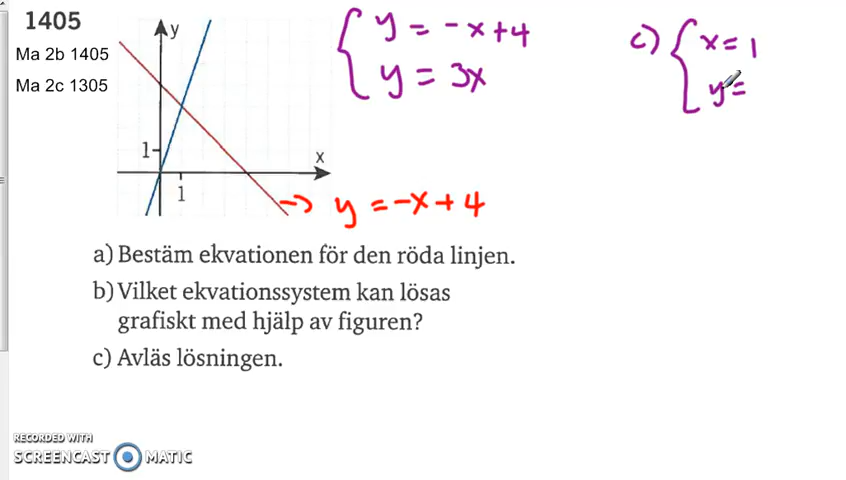 1405
Ma 2b 1405
Ma 2c 1305
y
1
x
1
y = -x+4
y = 3x
c) x= 1
y=
→ y = -x + 4
a) Bestäm ekvationen för den röda linjen.
b) Vilket ekvationssystem kan lösas
grafiskt med hjälp av figuren?
c) Avläs lösningen.
RECORDED WITH
SCREENCAST MATIC